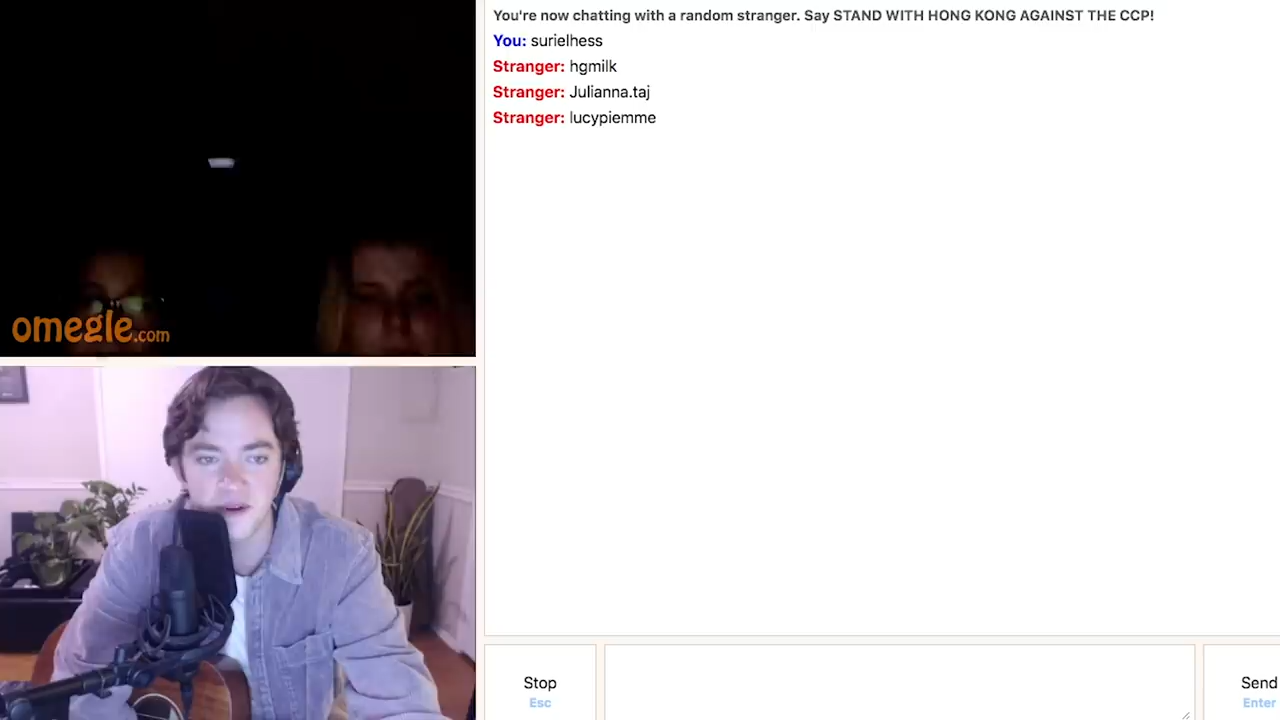 You're now chatting with a random stranger. Say STAND WITH HONG KONG AGAINST THE CCP!
You: surielhess
Stranger: hgmilk
Stranger: Julianna.taj
Stranger: lucypiemme
omegle.com
Stop
Esc
Send
Enter